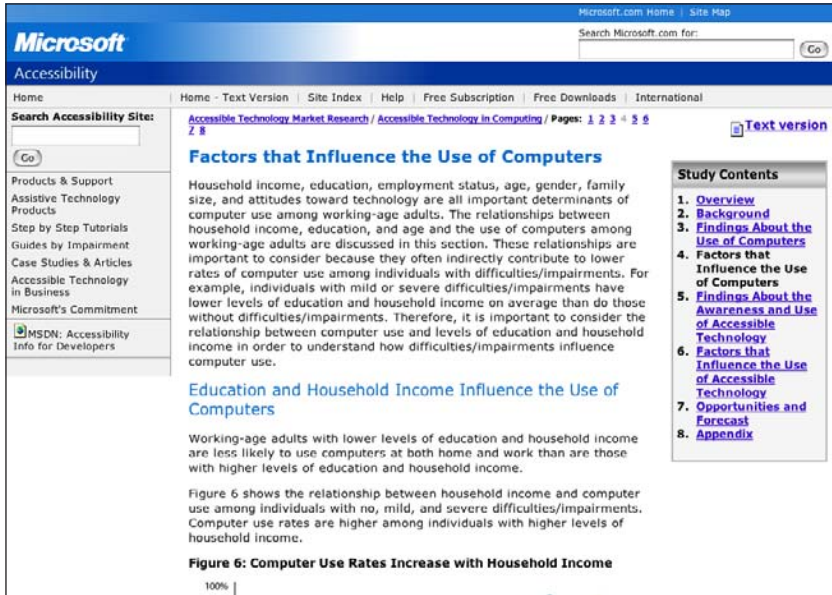 Microsoft.com Home | Site Map
Microsoft
Search Microsoft.com for:
Go
Accessibility
Home
Home - Text Version | Site Index | Help | Free Subscription | Free Downloads | International
Search Accessibility Site:
Go
Products & Support
Assistive Technology
Products
Step by Step Tutorials
Guides by Impairment
Case Studies & Articles
Accessible Technology
in Business
Microsoft's Commitment
MSDN: Accessibility
Info for Developers
Accessible Technology Market Research / Accessible Technology in Computing / Pages: 1 2 3 4 5 6
7 8
Text version
Factors that Influence the Use of Computers
Household income, education, employment status, age, gender, family
size, and attitudes toward technology are all important determinants of
computer use among working-age adults. The relationships between
household income, education, and age and the use of computers among
working-age adults are discussed in this section. These relationships are
important to consider because they often indirectly contribute to lower
rates of computer use among individuals with difficulties/impairments. For
example, individuals with mild or severe difficulties/impairments have
lower levels of education and household income on average than do those
without difficulties/impairments. Therefore, it is important to consider the
relationship between computer use and levels of education and household
income in order to understand how difficulties/impairments influence
computer use.
Education and Household Income Influence the Use of
Computers
Working-age adults with lower levels of education and household income
are less likely to use computers at both home and work than are those
with higher levels of education and household income.
Figure 6 shows the relationship between household income and computer
use among individuals with no, mild, and severe difficulties/impairments.
Computer use rates are higher among individuals with higher levels of
household income.
Figure 6: Computer Use Rates Increase with Household Income
100%
Study Contents
1. Overview
2. Background
3. Findings About the
Use of Computers
4. Factors that
Influence the Use
of Computers
5. Findings About the
Awareness and Use
of Accessible
Technology
6. Factors that
Influence the Use
of Accessible
Technology
7. Opportunities and
Forecast
8. Appendix